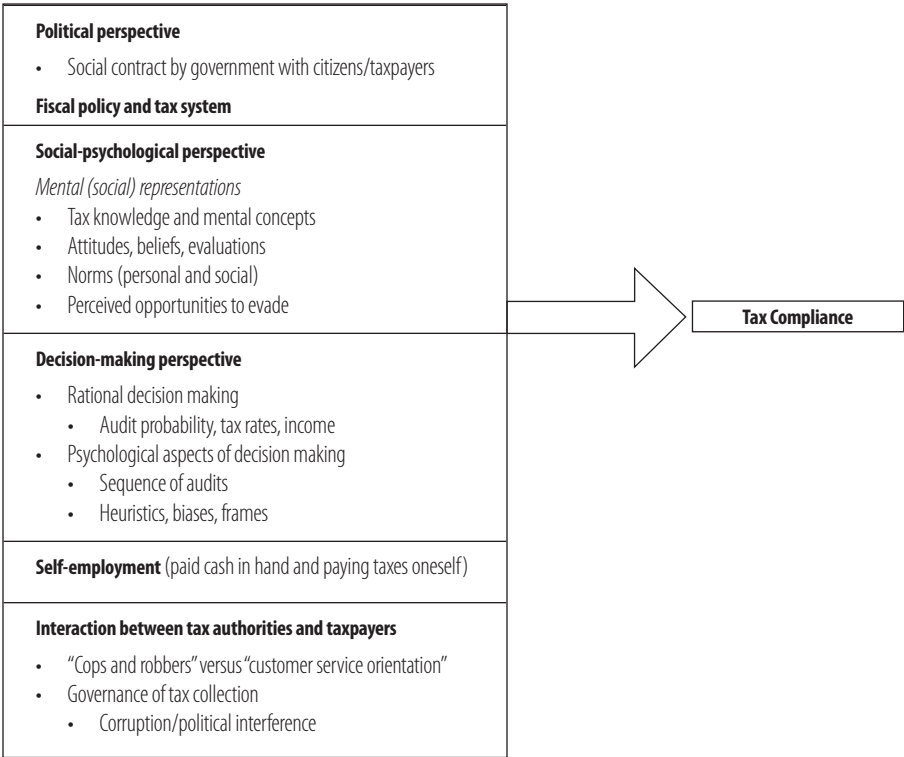 Political perspective
• Social contract by government with citizens/taxpayers
Fiscal policy and tax system
Social-psychological perspective
Mental (social) representations
• Tax knowledge and mental concepts
• Attitudes, beliefs, evaluations
• Norms (personal and social)
• Perceived opportunities to evade
Tax Compliance
Decision-making perspective
• Rational decision making
• Audit probability, tax rates, income
• Psychological aspects of decision making
• Sequence of audits
• Heuristics, biases, frames
Self-employment (paid cash in hand and paying taxes oneself)
Interaction between tax authorities and taxpayers
• “Cops and robbers” versus “customer service orientation”
• Governance of tax collection
• Corruption/political interference